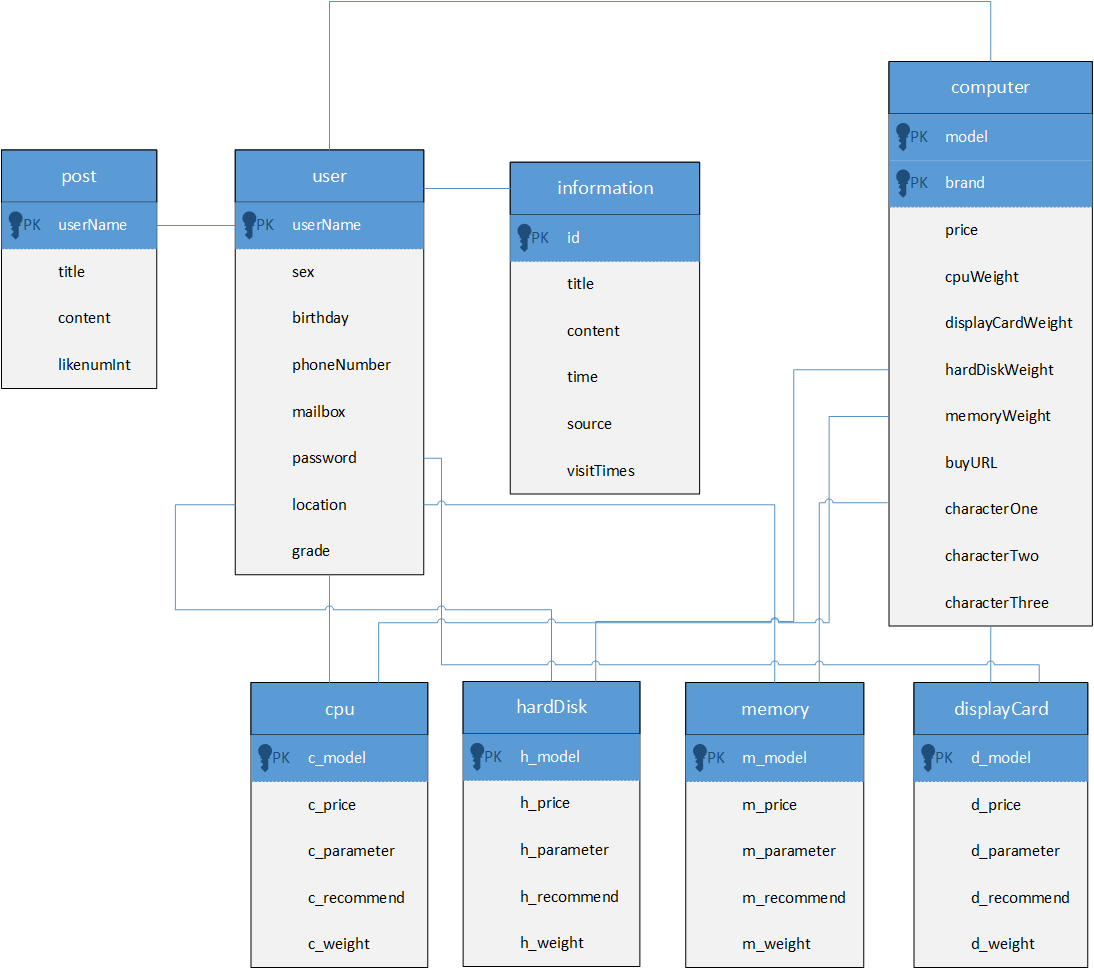 computer
PK model
PK brand
price
cpuWeight
displayCardWeight
hardDiskWeight
memoryWeight
buyURL
characterOne
characterTwo
characterThree
post
PK userName
title
content
likenumInt
user
PK userName
sex
birthday
phoneNumber
mailbox
password
location
grade
information
PK id
title
content
time
source
visitTimes
cpu
PK c_model
c_price
c_parameter
c_recommend
c_weight
hardDisk
PK h_model
h_price
h_parameter
h_recommend
h_weight
memory
PK m_model
m_price
m_parameter
m_recommend
m_weight
displayCard
PK d_model
d_price
d_parameter
d_recommend
d_weight